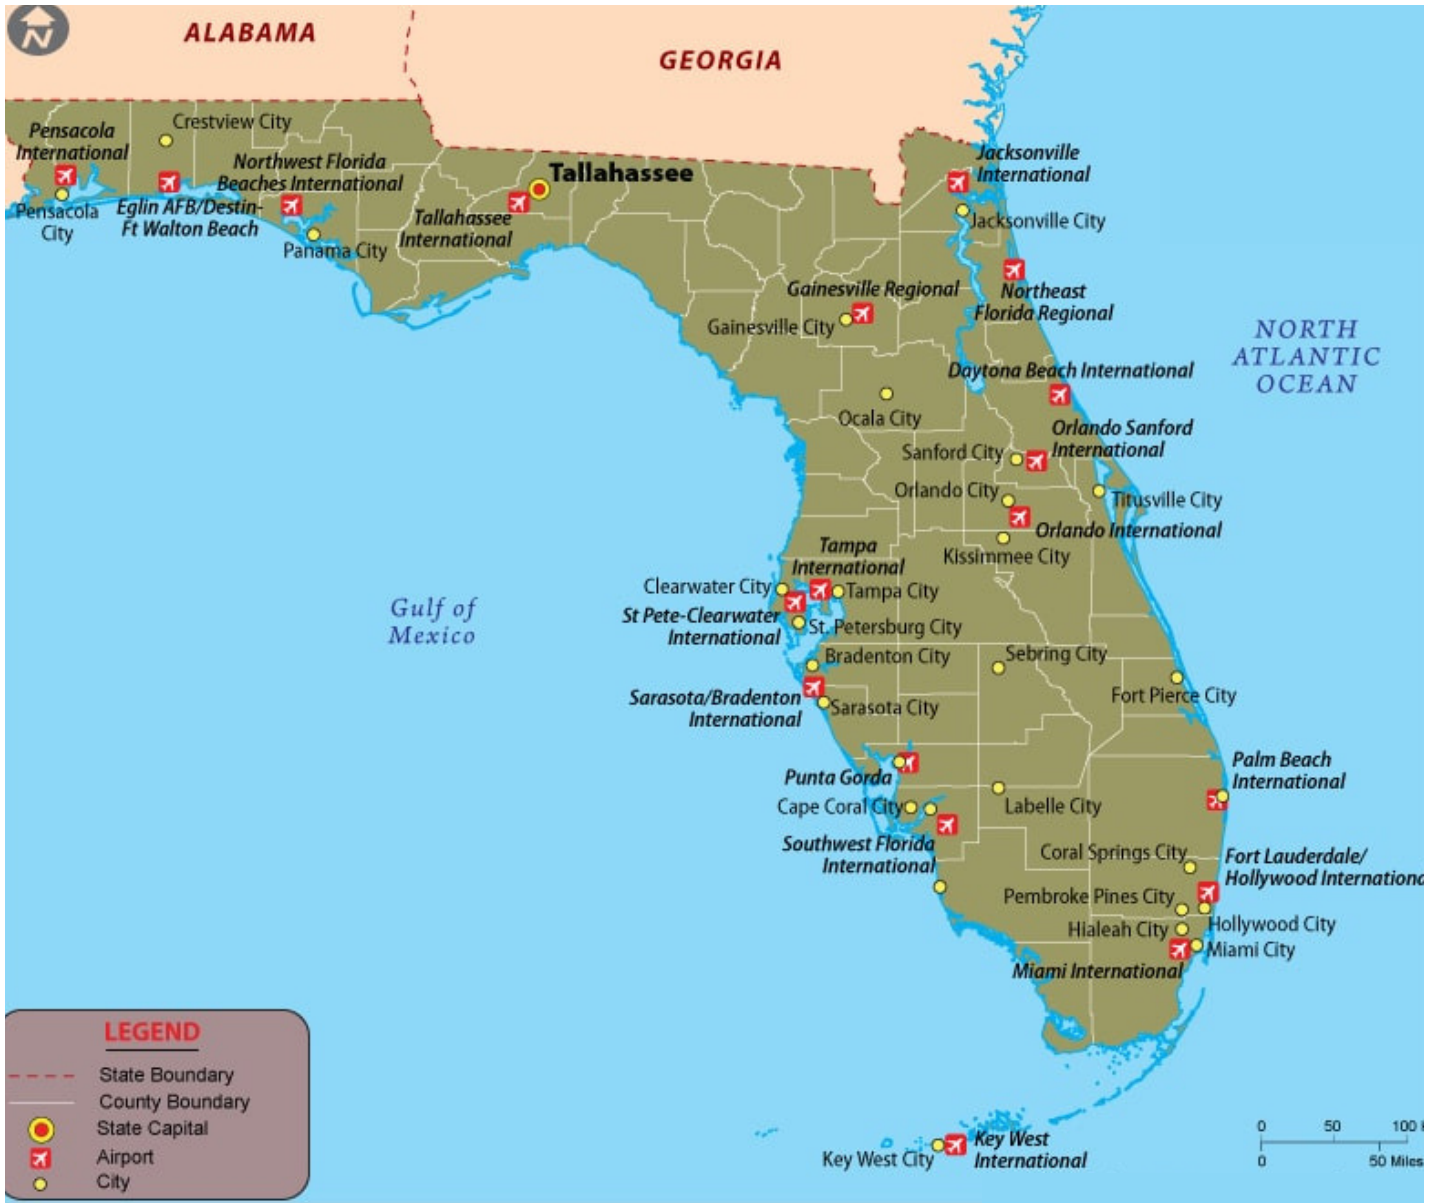 N
ALABAMA
GEORGIA
Pensacola
International
Crestview City
Northwest Florida
Beaches International
Tallahassee
Jacksonville
International
Pensacola
City
Eglin AFB/Destin-
Ft Walton Beach
Tallahassee
International
Panama City
Jacksonville City
Gainesville Regional
Northeast
Florida Regional
Gainesville City
NORTH
ATLANTIC
OCEAN
Daytona Beach International
Ocala City
Orlando Sanford
International
Sanford City
Orlando City
Titusville City
Orlando International
Tampa
International
Kissimmee City
Clearwater City
Tampa City
Gulf of
Mexico
St Pete-Clearwater
International
St. Petersburg City
Bradenton City
Sebring City
Sarasota/Bradenton
International
Fort Pierce City
Sarasota City
Punta Gorda
Palm Beach
International
Cape Coral City
Labelle City
Southwest Florida
International
Coral Springs City
Fort Lauderdale/
Hollywood Internationa
Pembroke Pines City
Hollywood City
Hialeah City
Miami City
Miami International
LEGEND
State Boundary
County Boundary
State Capital
Airport
City
Key West City
Key West
International
0 50 100
0 50 Miles